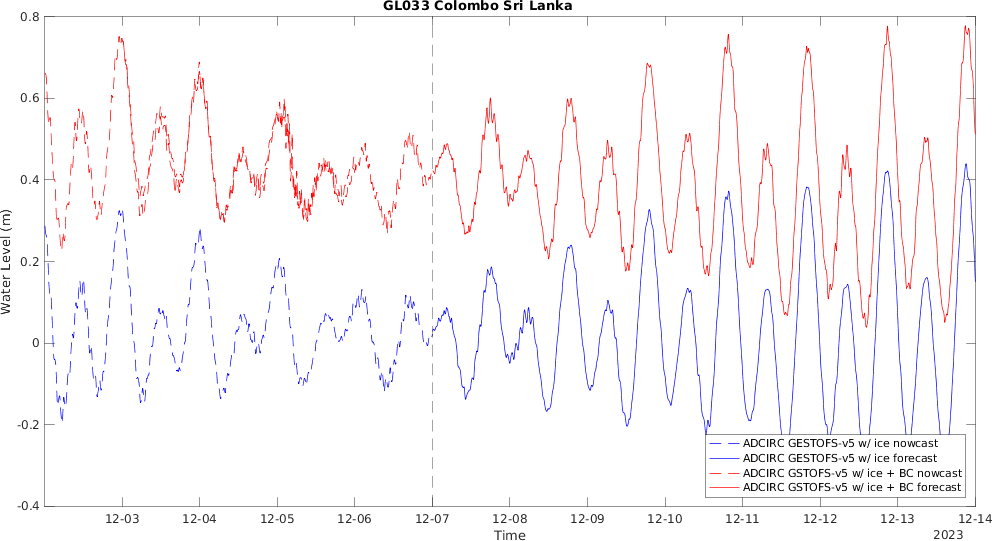 GL033 Colombo Sri Lanka
0.8
0.6
0.4
0.2
0
-0.2
-0.4
Water Level (m)
ADCIRC GESTOFS-v5 w/ ice nowcast
ADCIRC GESTOFS-v5 w/ ice forecast
ADCIRC GSTOFS-v5 w/ ice + BC nowcast
ADCIRC GSTOFS-v5 w/ ice + BC forecast
12-03 12-04 12-05 12-06 12-07 12-08 12-09 12-10 12-11 12-12 12-13 12-14
Time
2023